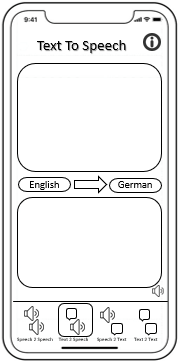 9:41
Text To Speech
i
English
German
Speech 2 Speech
Text 2 Speech
Speech 2 Text
Text 2 Text